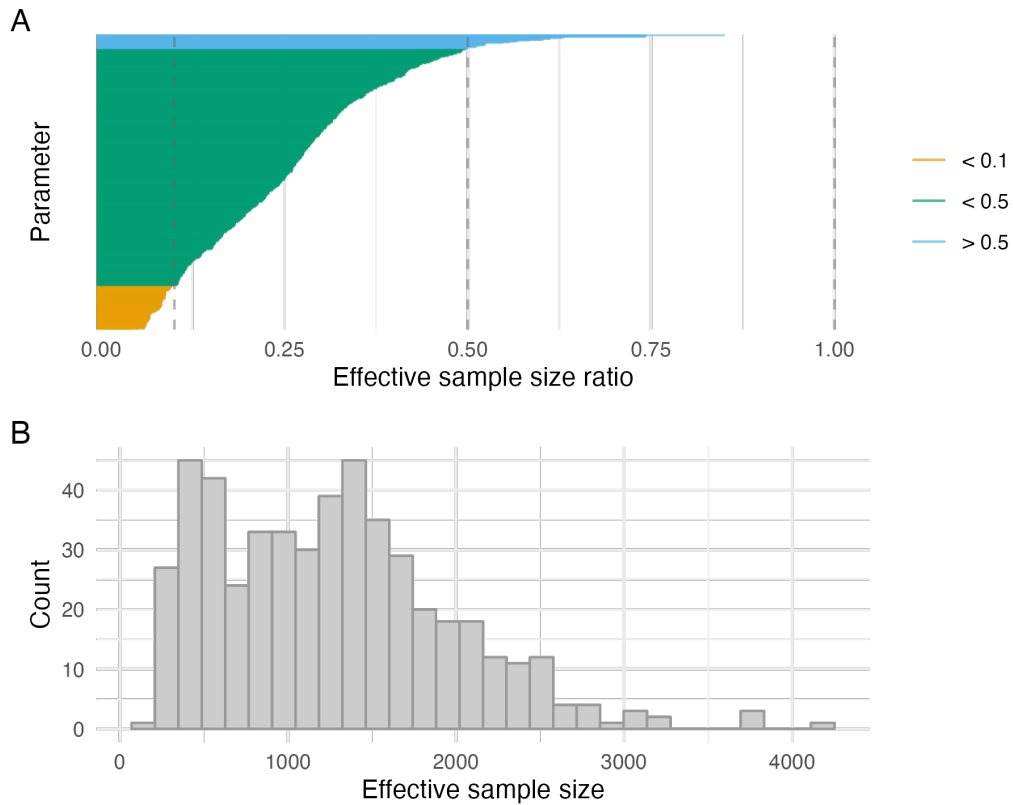 A
Parameter
0.00 0.25 0.50 0.75 1.00
Effective sample size ratio
< 0.1
< 0.5
> 0.5
B
Count
40
30
20
10
0
0 1000 2000 3000 4000
Effective sample size